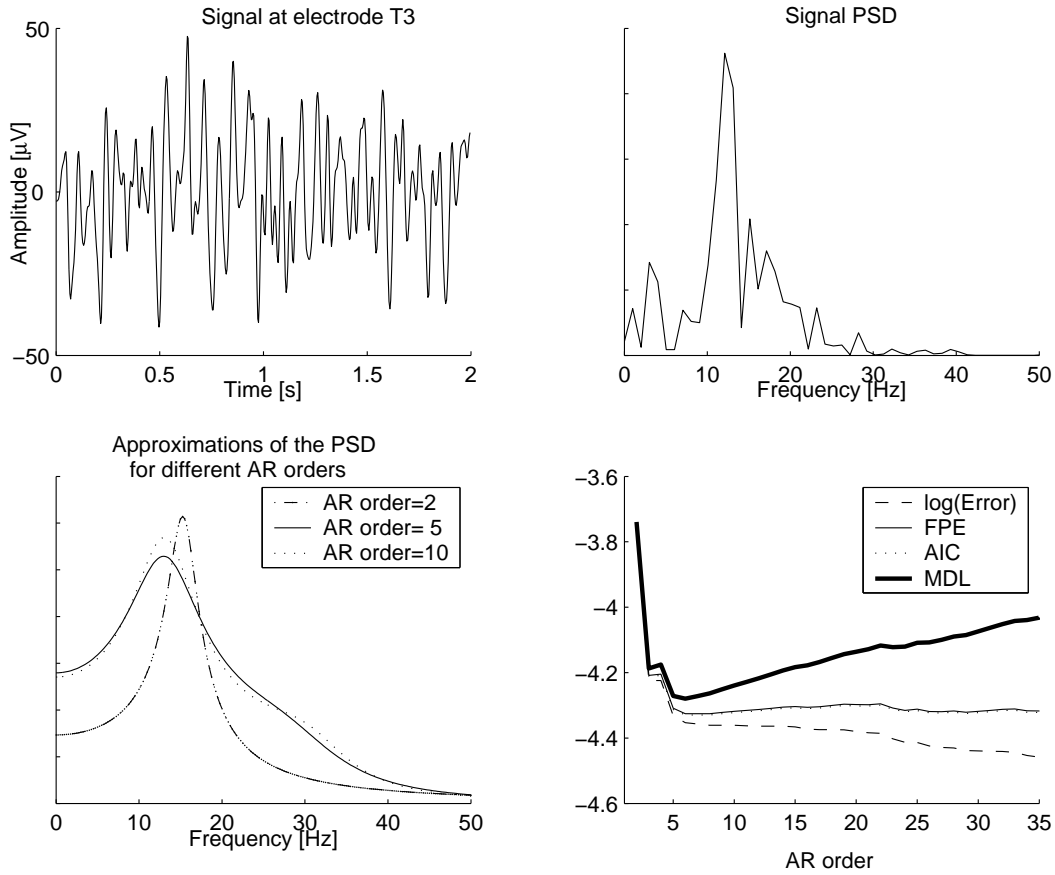 Signal at electrode T3
50
0
−50
Amplitude [μV]
0
0.5
1
1.5
2
Time [s]
Signal PSD
0
10
20
30
40
50
Frequency [Hz]
Approximations of the PSD
for different AR orders
AR order=2
AR order= 5
AR order=10
0
10
20
30
40
50
Frequency [Hz]
−3.6
−3.8
−4
−4.2
−4.4
−4.6
log(Error)
FPE
AIC
MDL
5
10
15
20
25
30
35
AR order